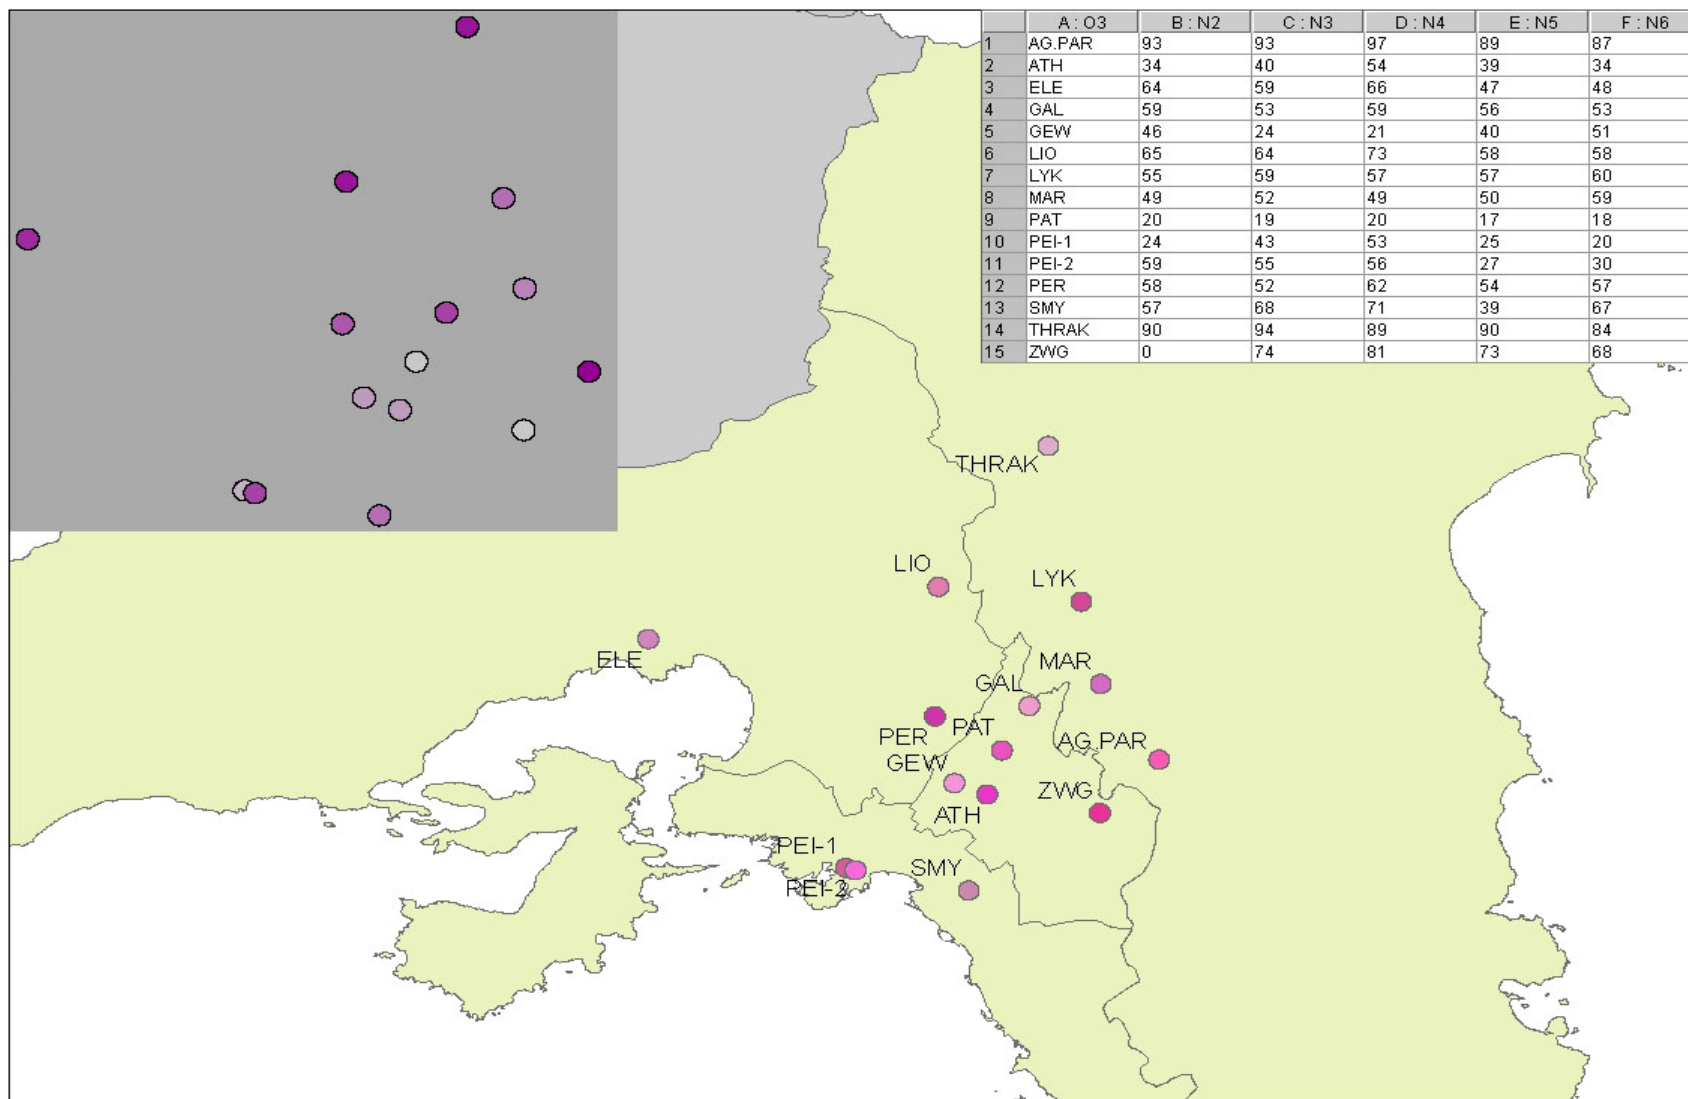 A : O3 B : N2 C : N3 D : N4 E : N5 F : N6
1 AG.PAR 93 93 97 89 87
2 ATH 34 40 54 39 34
3 ELE 64 59 66 47 48
4 GAL 59 53 59 56 53
5 GEW 46 24 21 40 51
6 LIO 65 64 73 58 58
7 LYK 55 59 57 57 60
8 MAR 49 52 49 50 59
9 PAT 20 19 20 17 18
10 PEI-1 24 43 53 25 20
11 PEI-2 59 55 56 27 30
12 PER 58 52 62 54 57
13 SMY 57 68 71 39 67
14 THRAK 90 94 89 90 84
15 ZWG 0 74 81 73 68
THRAK
LIO
LYK
ELE
MAR
GAL
PER
PAT
AG.PAR
GEW
ZWG
ATH
PEI-1
SMY
PEI-2